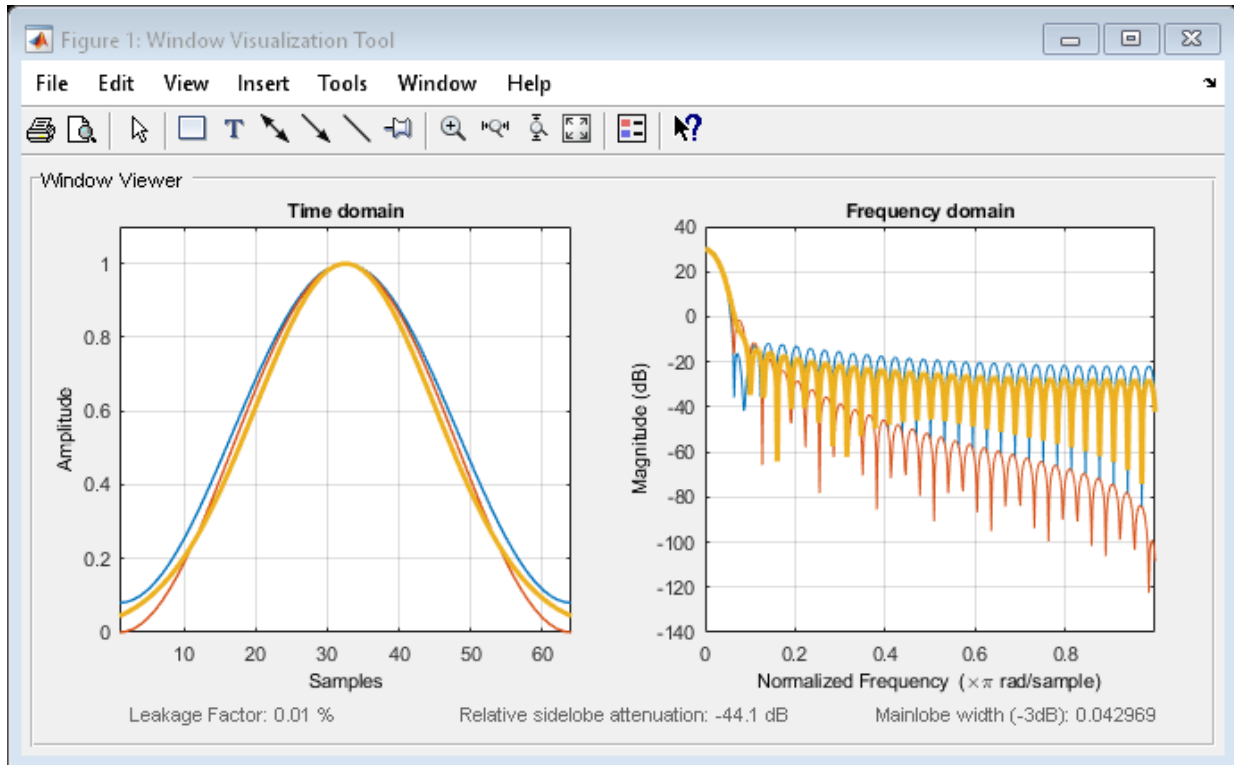 Figure 1: Window Visualization Tool
File Edit View Insert Tools Window Help
T ?
Window Viewer
Time domain
Amplitude
1
0.8
0.6
0.4
0.2
0
10 20 30 40 50 60
Samples
Frequency domain
Magnitude (dB)
40
20
0
-20
-40
-60
-80
-100
-120
-140
0 0.2 0.4 0.6 0.8
Normalized Frequency (×π rad/sample)
Leakage Factor: 0.01 % Relative sidelobe attenuation: -44.1 dB Mainlobe width (-3dB): 0.042969